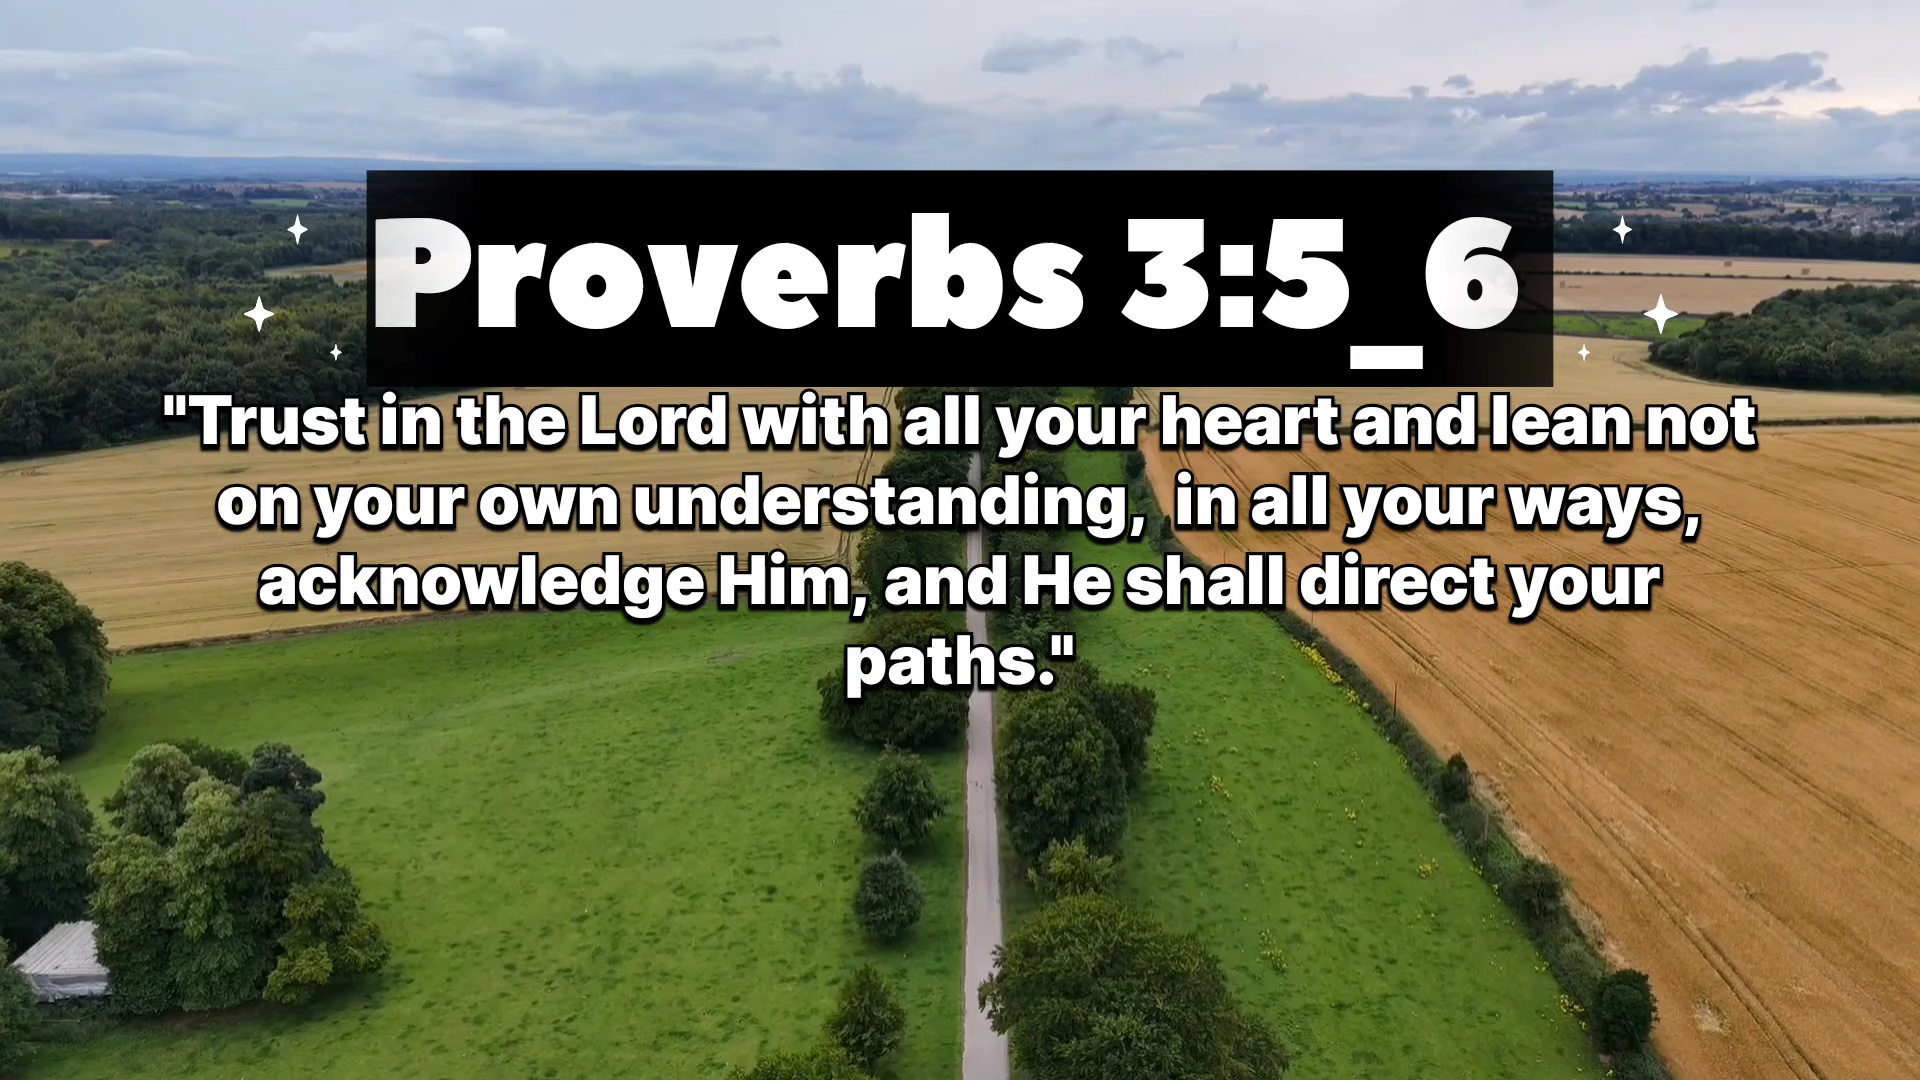 Proverbs 3:5_6
"Trust in the Lord with all your heart and lean not
on your own understanding,  in all your ways,
acknowledge Him, and He shall direct your
paths."